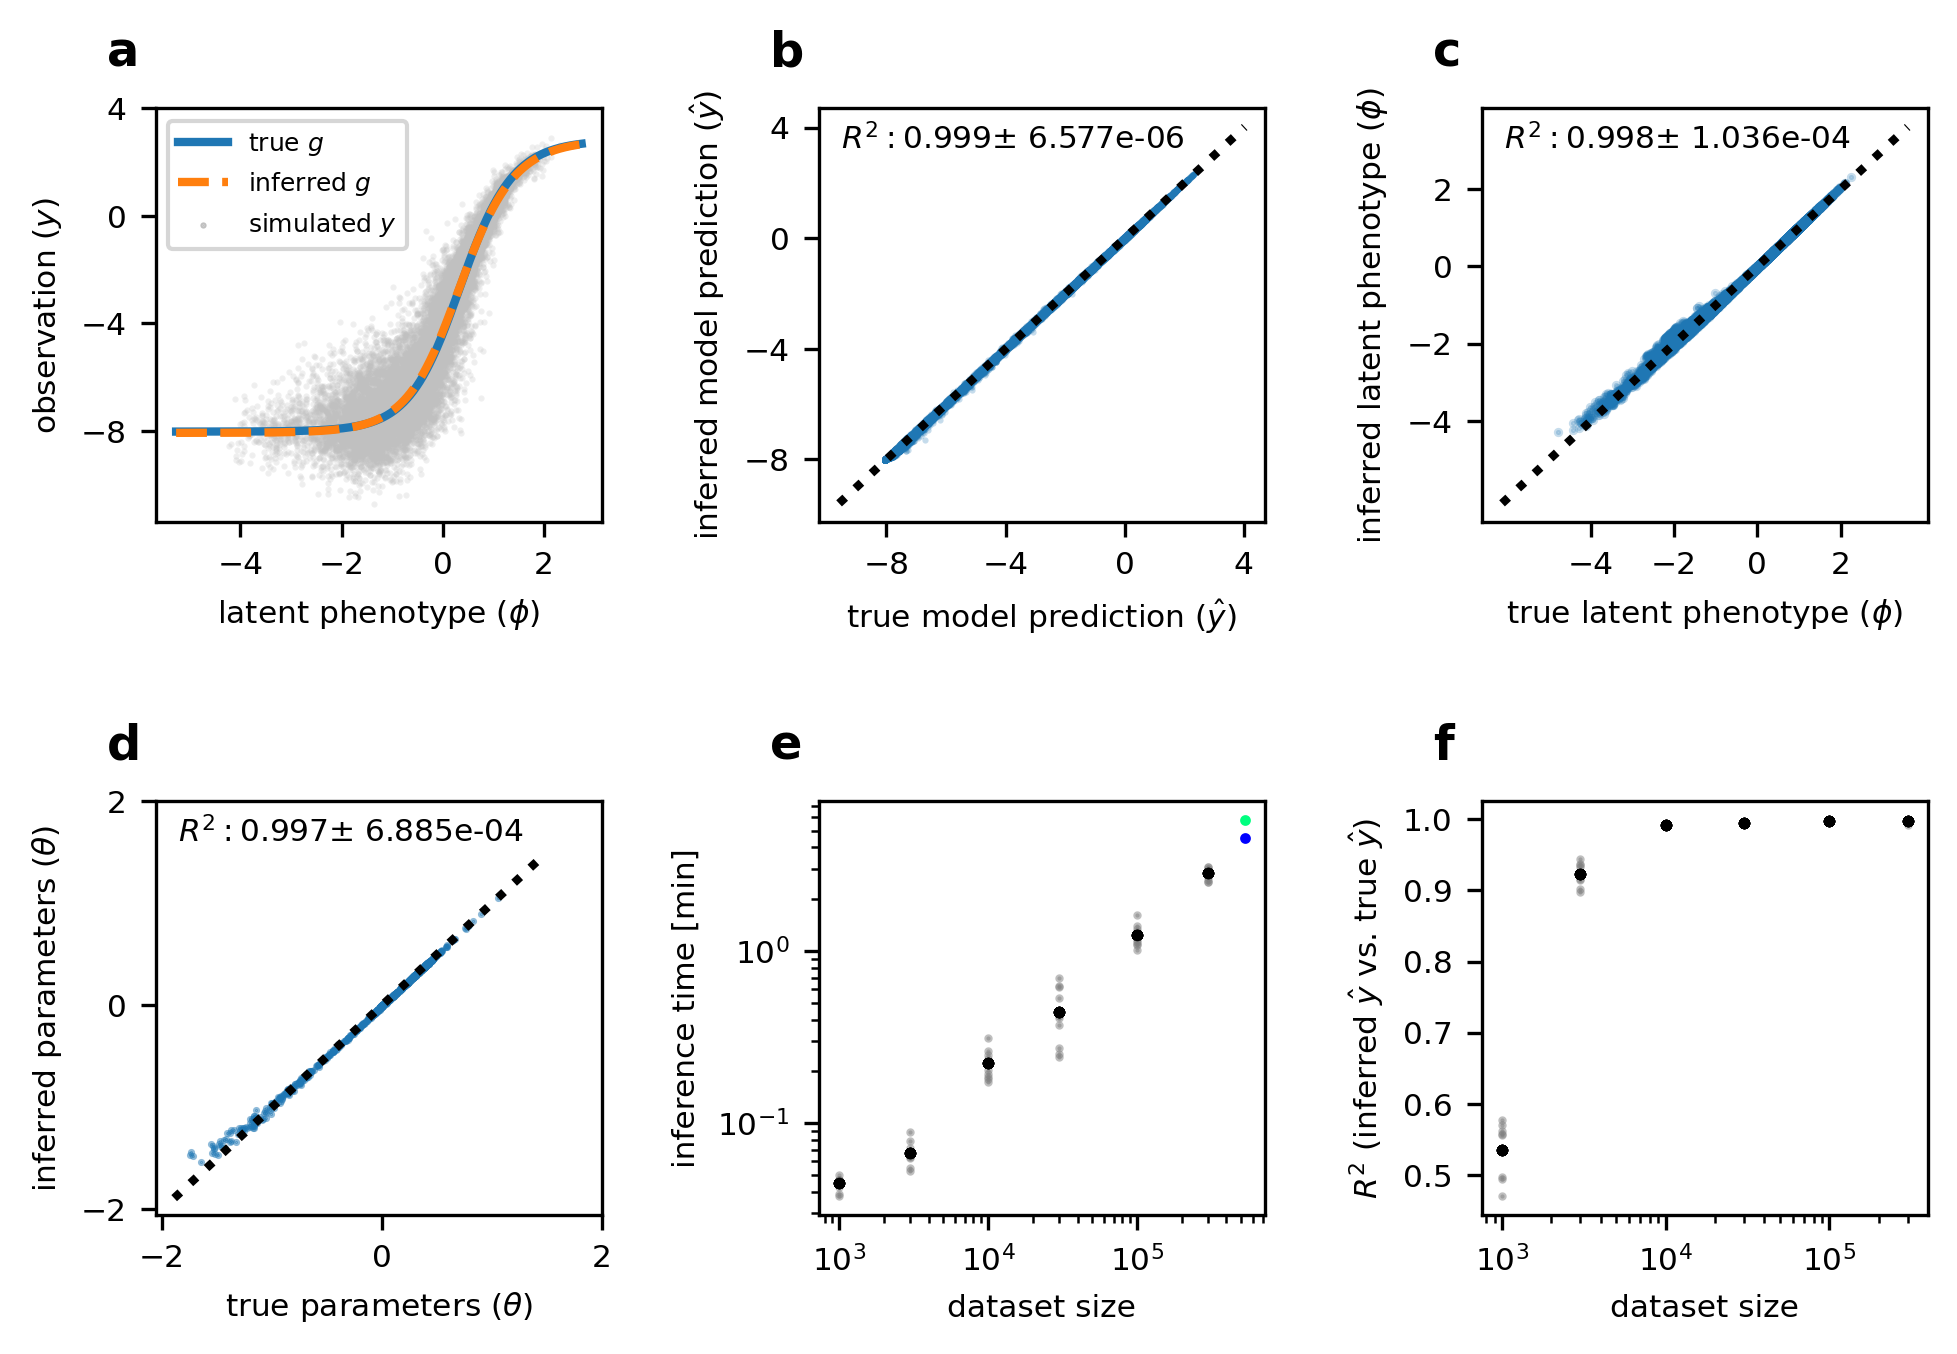 a
4
0
−4
−8
observation (y)
true g
inferred g
simulated y
−4 −2 0 2
latent phenotype (ϕ)
b
4
0
−4
−8
inferred model prediction (ŷ)
R² : 0.999± 6.577e-06
−8 −4 0 4
true model prediction (ŷ)
c
2
0
−2
−4
inferred latent phenotype (ϕ)
R² : 0.998± 1.036e-04
−4 −2 0 2
true latent phenotype (ϕ)
d
2
0
−2
inferred parameters (θ)
R² : 0.997± 6.885e-04
−2 0 2
true parameters (θ)
e
10⁰
10⁻¹
inference time [min]
10³ 10⁴ 10⁵
dataset size
f
1.0
0.9
0.8
0.7
0.6
0.5
R² (inferred ŷ vs. true ŷ)
10³ 10⁴ 10⁵
dataset size